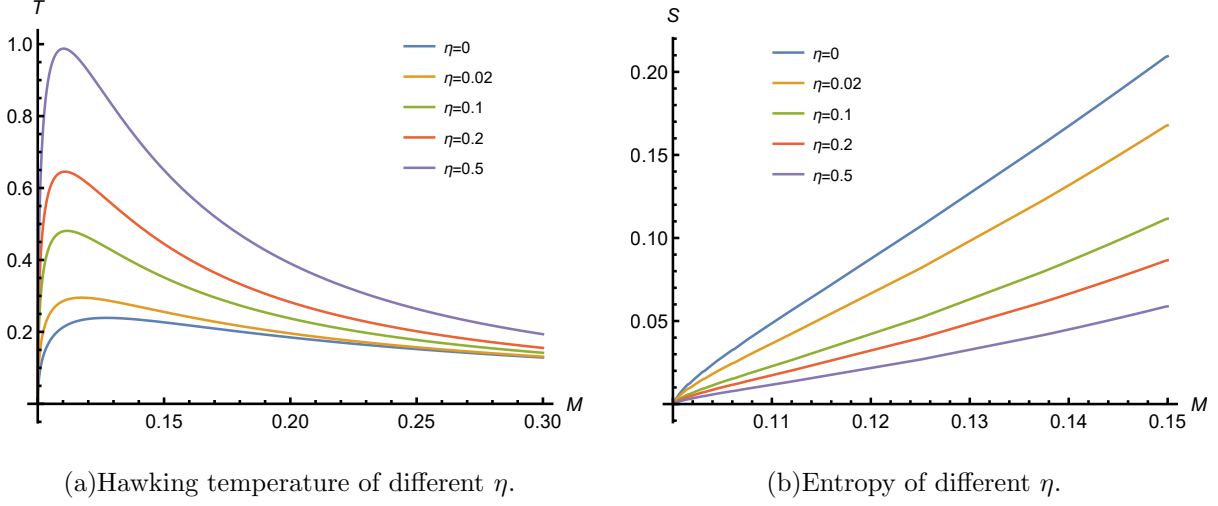 T
1.0
0.8
0.6
0.4
0.2
0.15
0.20
0.25
0.30
M
η=0
η=0.02
η=0.1
η=0.2
η=0.5
(a)Hawking temperature of different η.
S
0.20
0.15
0.10
0.05
0.11
0.12
0.13
0.14
0.15
M
η=0
η=0.02
η=0.1
η=0.2
η=0.5
(b)Entropy of different η.